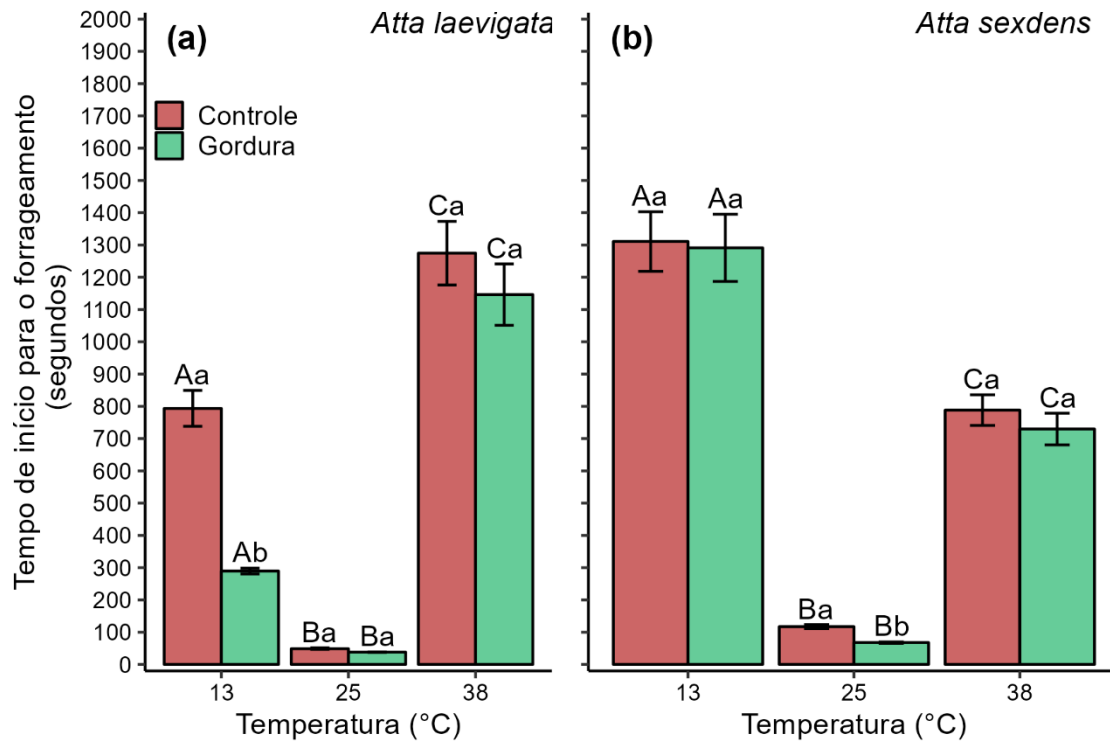 Tempo de início para o forrageamento
(segundos)
2000
1900
1800
1700
1600
1500
1400
1300
1200
1100
1000
900
800
700
600
500
400
300
200
100
0
(a)
Atta laevigata
Controle
Gordura
Aa
Ab
Ba Ba
Ca
Ca
13 25 38
Temperatura (°C)
(b)
Atta sexdens
Aa Aa
Ba
Bb
Ca
Ca
13 25 38
Temperatura (°C)